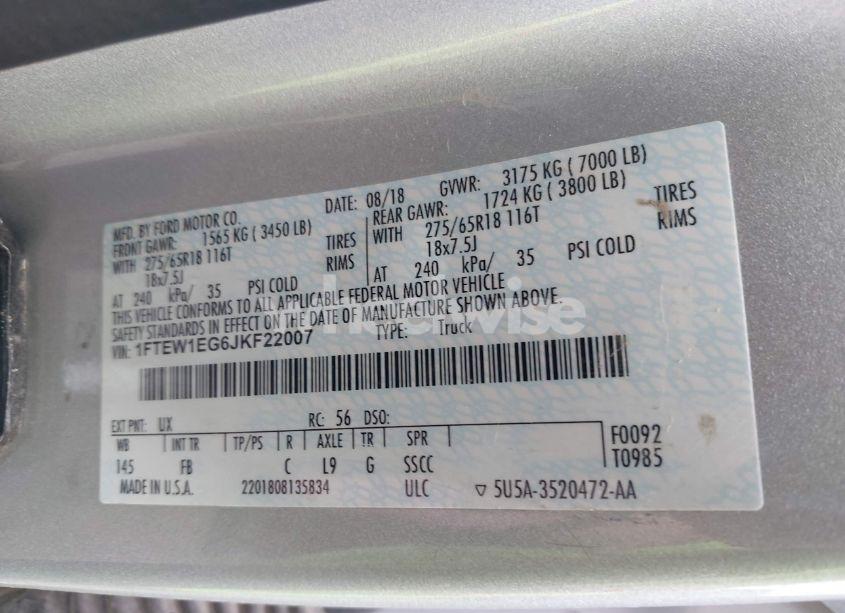 MFD. BY FORD MOTOR CO.
DATE: 08/18 GVWR: 3175 KG ( 7000 LB)
FRONT GAWR: 1565 KG ( 3450 LB)
WITH 275/65R18 116T TIRES
18x7.5J RIMS
AT 240 kPa/ 35 PSI COLD
REAR GAWR: 1724 KG ( 3800 LB)
WITH 275/65R18 116T TIRES
18x7.5J RIMS
AT 240 kPa/ 35 PSI COLD
THIS VEHICLE CONFORMS TO ALL APPLICABLE FEDERAL MOTOR VEHICLE
SAFETY STANDARDS IN EFFECT ON THE DATE OF MANUFACTURE SHOWN ABOVE.
VIN: 1FTEW1EG6JKF22007 TYPE: Truck
EXT PNT: UX RC: 56 DSO:
WB INT TR TP/PS R AXLE TR SPR
145 FB C L9 G SSCC
F0092
T0985
MADE IN U.S.A. 2201808135834 ULC ▽ 5U5A-3520472-AA